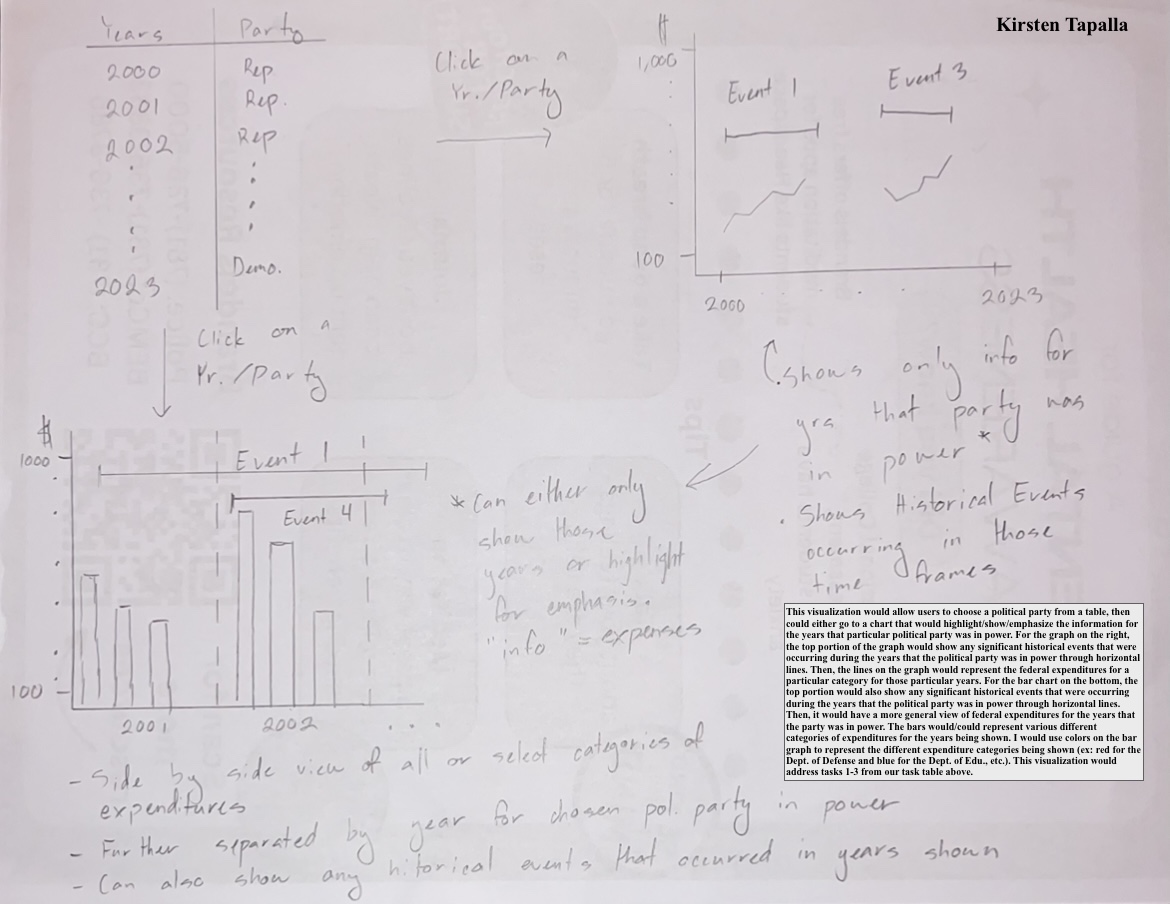 Kirsten Tapalla
Years Party
2000 Rep
2001 Rep.
2002 Rep
2023 Demo.
Click on a
Yr./Party
$
1,000
Event 1
Event 3
100
2000
2023
Click on a
Yr./Party
$
1000
Event 1
Event 4
100
2001
2002
shows only info for
yrs that party was
in power *
. Shows Historical Events
occurring in those
time frames
* Can either only
show those
years or highlight
for emphasis.
"info" = expenses
This visualization would allow users to choose a political party from a table, then
could either go to a chart that would highlight/show/emphasize the information for
the years that particular political party was in power. For the graph on the right,
the top portion of the graph would show any significant historical events that were
occurring during the years that the political party was in power through horizontal
lines. Then, the lines on the graph would represent the federal expenditures for a
particular category for those particular years. For the bar chart on the bottom, the
top portion would also show any significant historical events that were occurring
during the years that the political party was in power through horizontal lines.
Then, it would have a more general view of federal expenditures for the years that
the party was in power. The bars would/could represent various different
categories of expenditures for the years being shown. I would use colors on the bar
graph to represent the different expenditure categories being shown (ex: red for the
Dept. of Defense and blue for the Dept. of Edu., etc.). This visualization would
address tasks 1-3 from our task table above.
- Side by side view of all or select categories of
expenditures
- Further separated by year for chosen pol. party in power
- Can also show any hitorical events that occurred in years shown